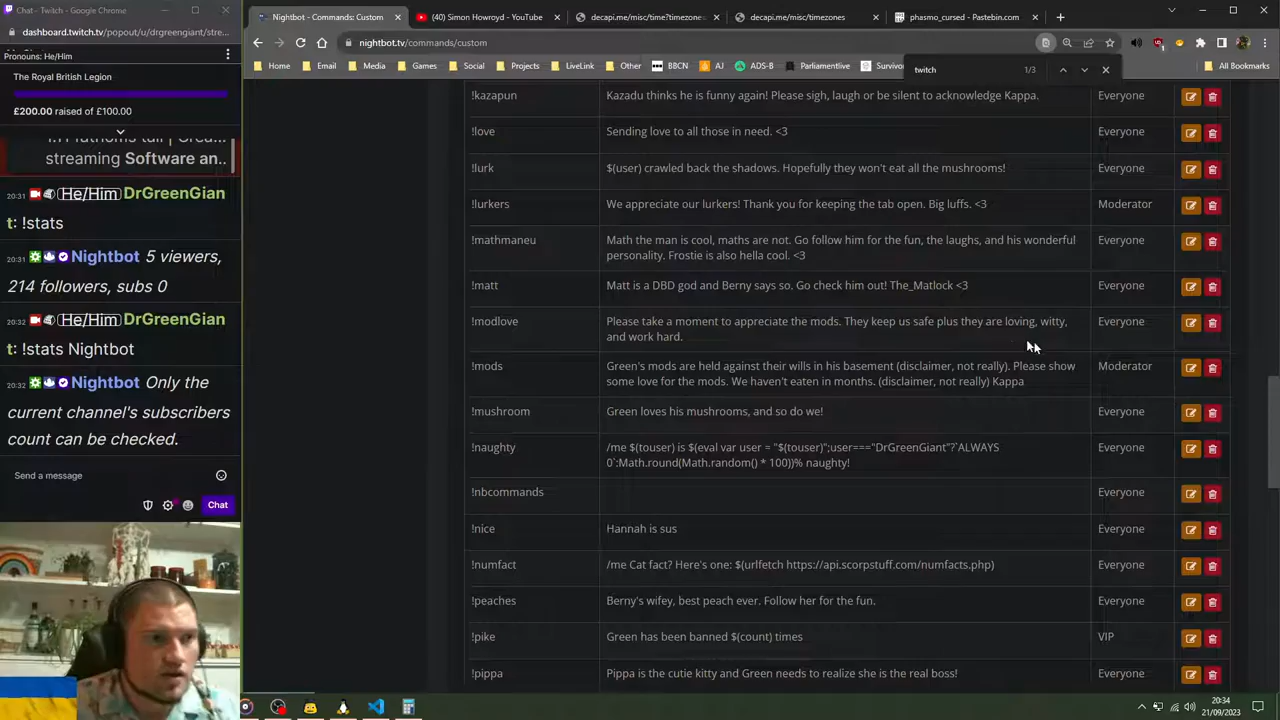 Chat - Twitch - Google Chrome
dashboard.twitch.tv/popout/u/drgreengiant/stre...
Pronouns: He/Him
The Royal British Legion
£200.00 raised of £100.00
streaming Software an..
20:31 He/Him DrGreenGian
t: !stats
20:31 Nightbot 5 viewers,
214 followers, subs 0
20:32 He/Him DrGreenGian
t: !stats Nightbot
20:32 Nightbot Only the
current channel's subscribers
count can be checked.
Send a message
Chat
Nightbot - Commands: Custom
(40) Simon Howroyd - YouTube
decapi.me/misc/time?timezone
decapi.me/misc/timezones
phasmo_cursed - Pastebin.com
nightbot.tv/commands/custom
Home Email Media Games Social Projects LiveLink Other BBCN AJ ADS-B Parliamentlive Survivo
All Bookmarks
twitch 1/3
!kazapun Kazadu thinks he is funny again! Please sigh, laugh or be silent to acknowledge Kappa. Everyone
!love Sending love to all those in need. <3 Everyone
!lurk $(user) crawled back the shadows. Hopefully they won't eat all the mushrooms! Everyone
!lurkers We appreciate our lurkers! Thank you for keeping the tab open. Big luffs. <3 Moderator
!mathmaneu Math the man is cool, maths are not. Go follow him for the fun, the laughs, and his wonderful Everyone
personality. Frostie is also hella cool. <3
!matt Matt is a DBD god and Berny says so. Go check him out! The_Matlock <3 Everyone
!modlove Please take a moment to appreciate the mods. They keep us safe plus they are loving, witty, Everyone
and work hard.
!mods Green's mods are held against their wills in his basement (disclaimer, not really). Please show Moderator
some love for the mods. We haven't eaten in months. (disclaimer, not really) Kappa
!mushroom Green loves his mushrooms, and so do we! Everyone
!naughty /me $(touser) is $(eval var user = "$(touser)";user==="DrGreenGiant"?`ALWAYS Everyone
0`:Math.round(Math.random() * 100))% naughty!
!nbcommands Everyone
!nice Hannah is sus Everyone
!numfact /me Cat fact? Here's one: $(urlfetch https://api.scorpstuff.com/numfacts.php) Everyone
!peaches Berny's wifey, best peach ever. Follow her for the fun. Everyone
!pike Green has been banned $(count) times VIP
!pippa Pippa is the cutie kitty and Green needs to realize she is the real boss! Everyone
20:34
21/09/2023